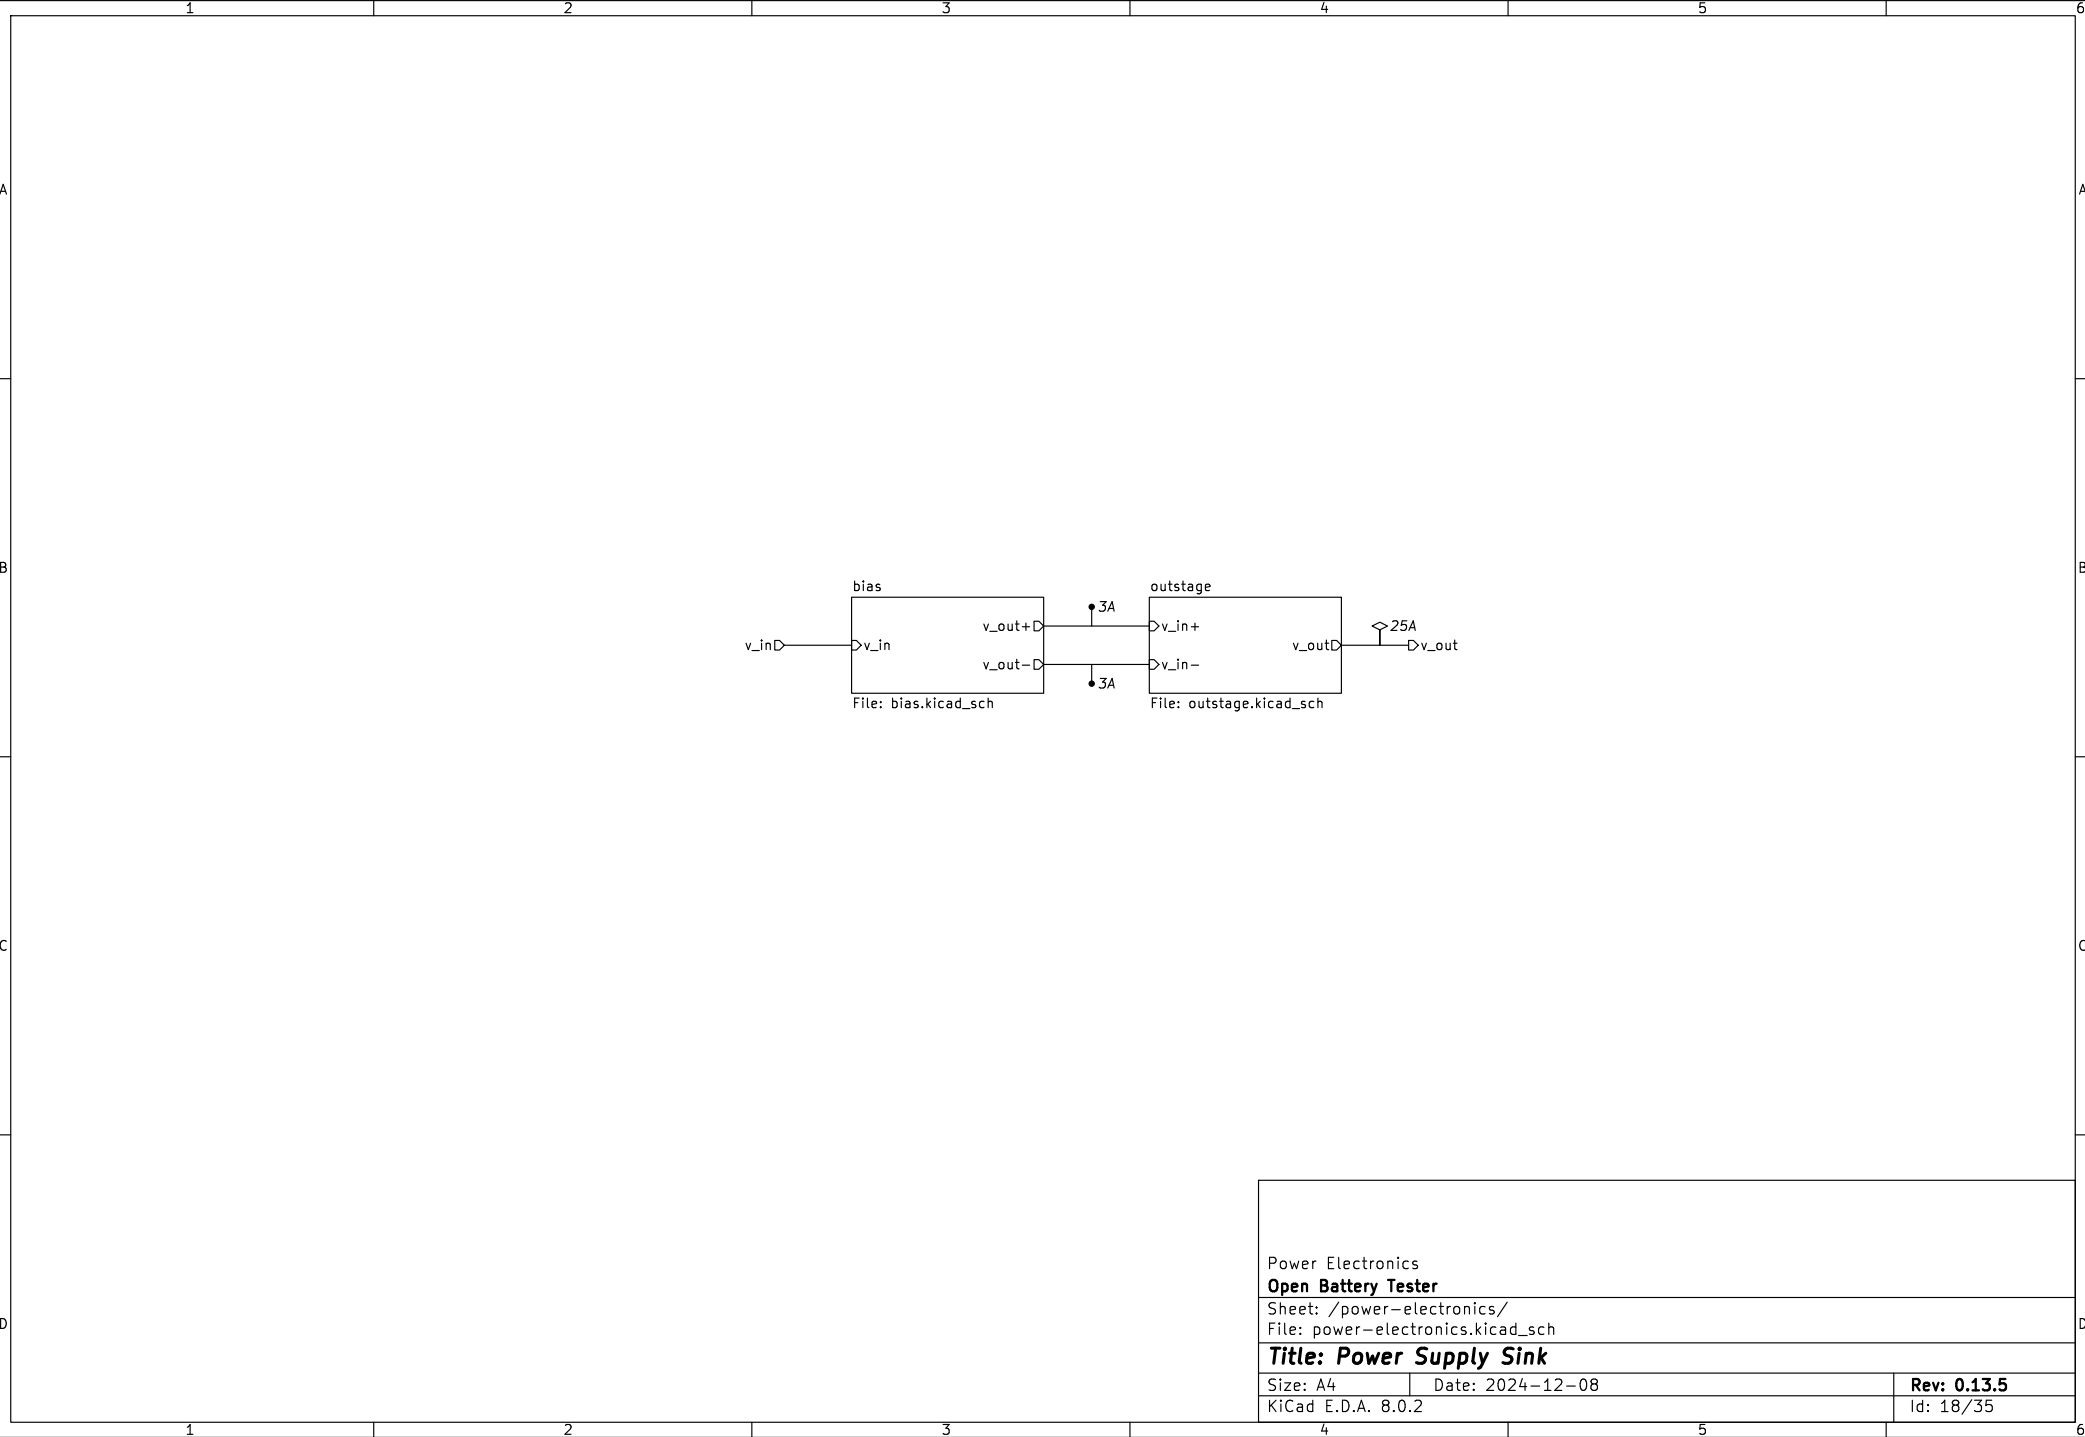 1 2 3 4 5 6
A A
bias outstage
B B
3A
v_out+ v_in+ 25A
v_in v_in v_out v_out
v_out- v_in-
3A
File: bias.kicad_sch File: outstage.kicad_sch
C C
Power Electronics
Open Battery Tester
Sheet: /power-electronics/
File: power-electronics.kicad_sch
D D
Title: Power Supply Sink
Size: A4 Date: 2024-12-08 Rev: 0.13.5
KiCad E.D.A. 8.0.2 Id: 18/35
1 2 3 4 5 6